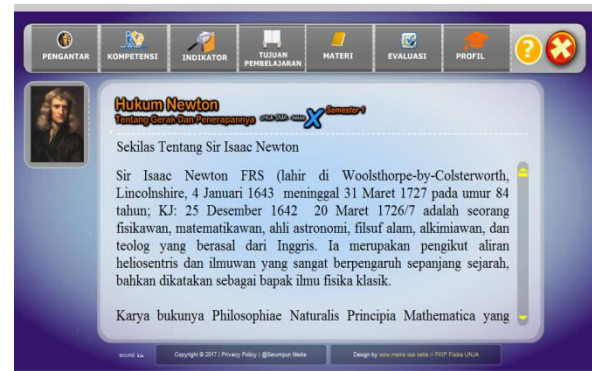 PENGANTAR
KOMPETENSI
INDIKATOR
TUJUAN
PEMBELAJARAN
MATERI
EVALUASI
PROFIL
?
Hukum Newton
Tentang Gerak Dan Penerapannya
X Semester 1
Sekilas Tentang Sir Isaac Newton
Sir Isaac Newton FRS (lahir di Woolsthorpe-by-Colsterworth,
Lincolnshire, 4 Januari 1643 meninggal 31 Maret 1727 pada umur 84
tahun; KJ: 25 Desember 1642 20 Maret 1726/7 adalah seorang
fisikawan, matematikawan, ahli astronomi, filsuf alam, alkimiawan, dan
teolog yang berasal dari Inggris. Ia merupakan pengikut aliran
heliosentris dan ilmuwan yang sangat berpengaruh sepanjang sejarah,
bahkan dikatakan sebagai bapak ilmu fisika klasik.
Karya bukunya Philosophiae Naturalis Principia Mathematica yang
Copyright © 2017 | Privacy Policy | @Serumpun Media
Design by // FKIP Fisika UNJA